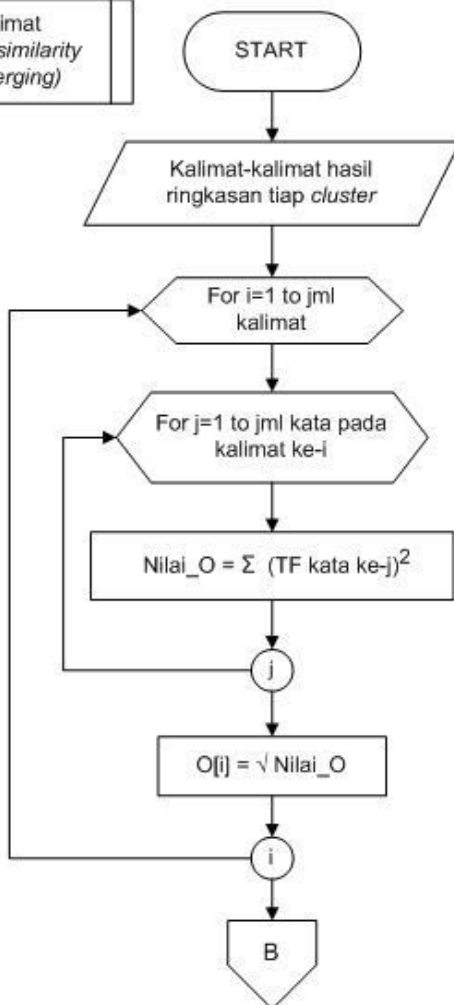 imat
similarity
erging)
START
Kalimat-kalimat hasil
ringkasan tiap cluster
For i=1 to jml
kalimat
For j=1 to jml kata pada
kalimat ke-i
Nilai_O = Σ (TF kata ke-j)²
j
O[i] = √ Nilai_O
i
B